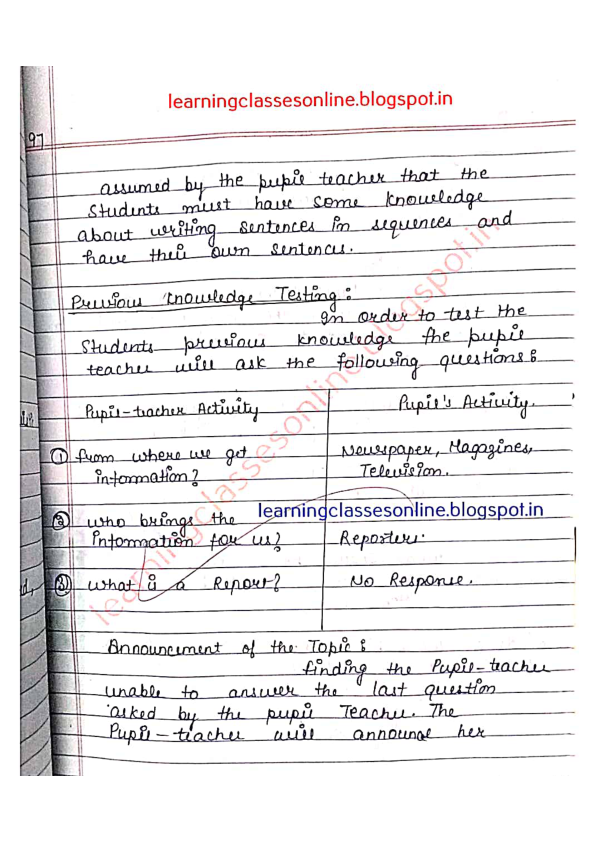 learningclassesonline.blogspot.in
97
assumed by the pupil teacher that the
Students must have some knowledge
about writing sentences in sequences and
have their own sentences.
Previous Knowledge Testing :
In order to test the
Students previous knowledge the pupil
teacher will ask the following questions :
Pupil-teacher Activity Pupil's Activity.
① from where we get Newspaper, Magazines,
information? Television.
learningclassesonline.blogspot.in
② who brings the
Information for us? Reporters.
③ What is a Report? No Response.
Announcement of the Topic :
finding the Pupil-teacher
unable to answer the last question
asked by the pupil Teacher. The
Pupil-teacher will announce her
learningclassesonline.blogspot.in